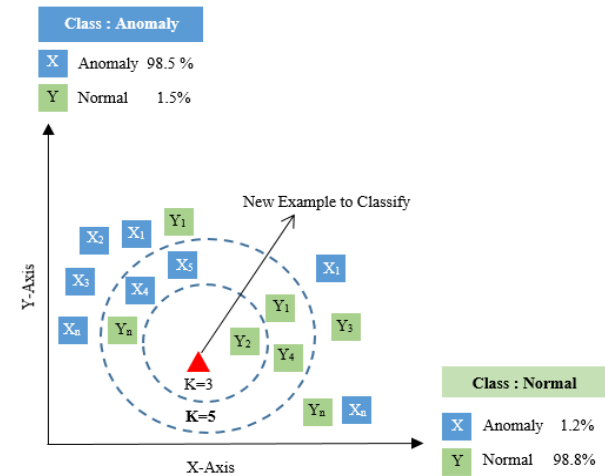 Class : Anomaly
X Anomaly 98.5 %
Y Normal 1.5%
New Example to Classify
Y-Axis
X₂ X₁ Y₁
X₃ X₄ X₅ X₁
Xₙ Yₙ Y₂ Y₁ Y₃
Y₄
K=3
K=5
Yₙ Xₙ
X-Axis
Class : Normal
X Anomaly 1.2%
Y Normal 98.8%